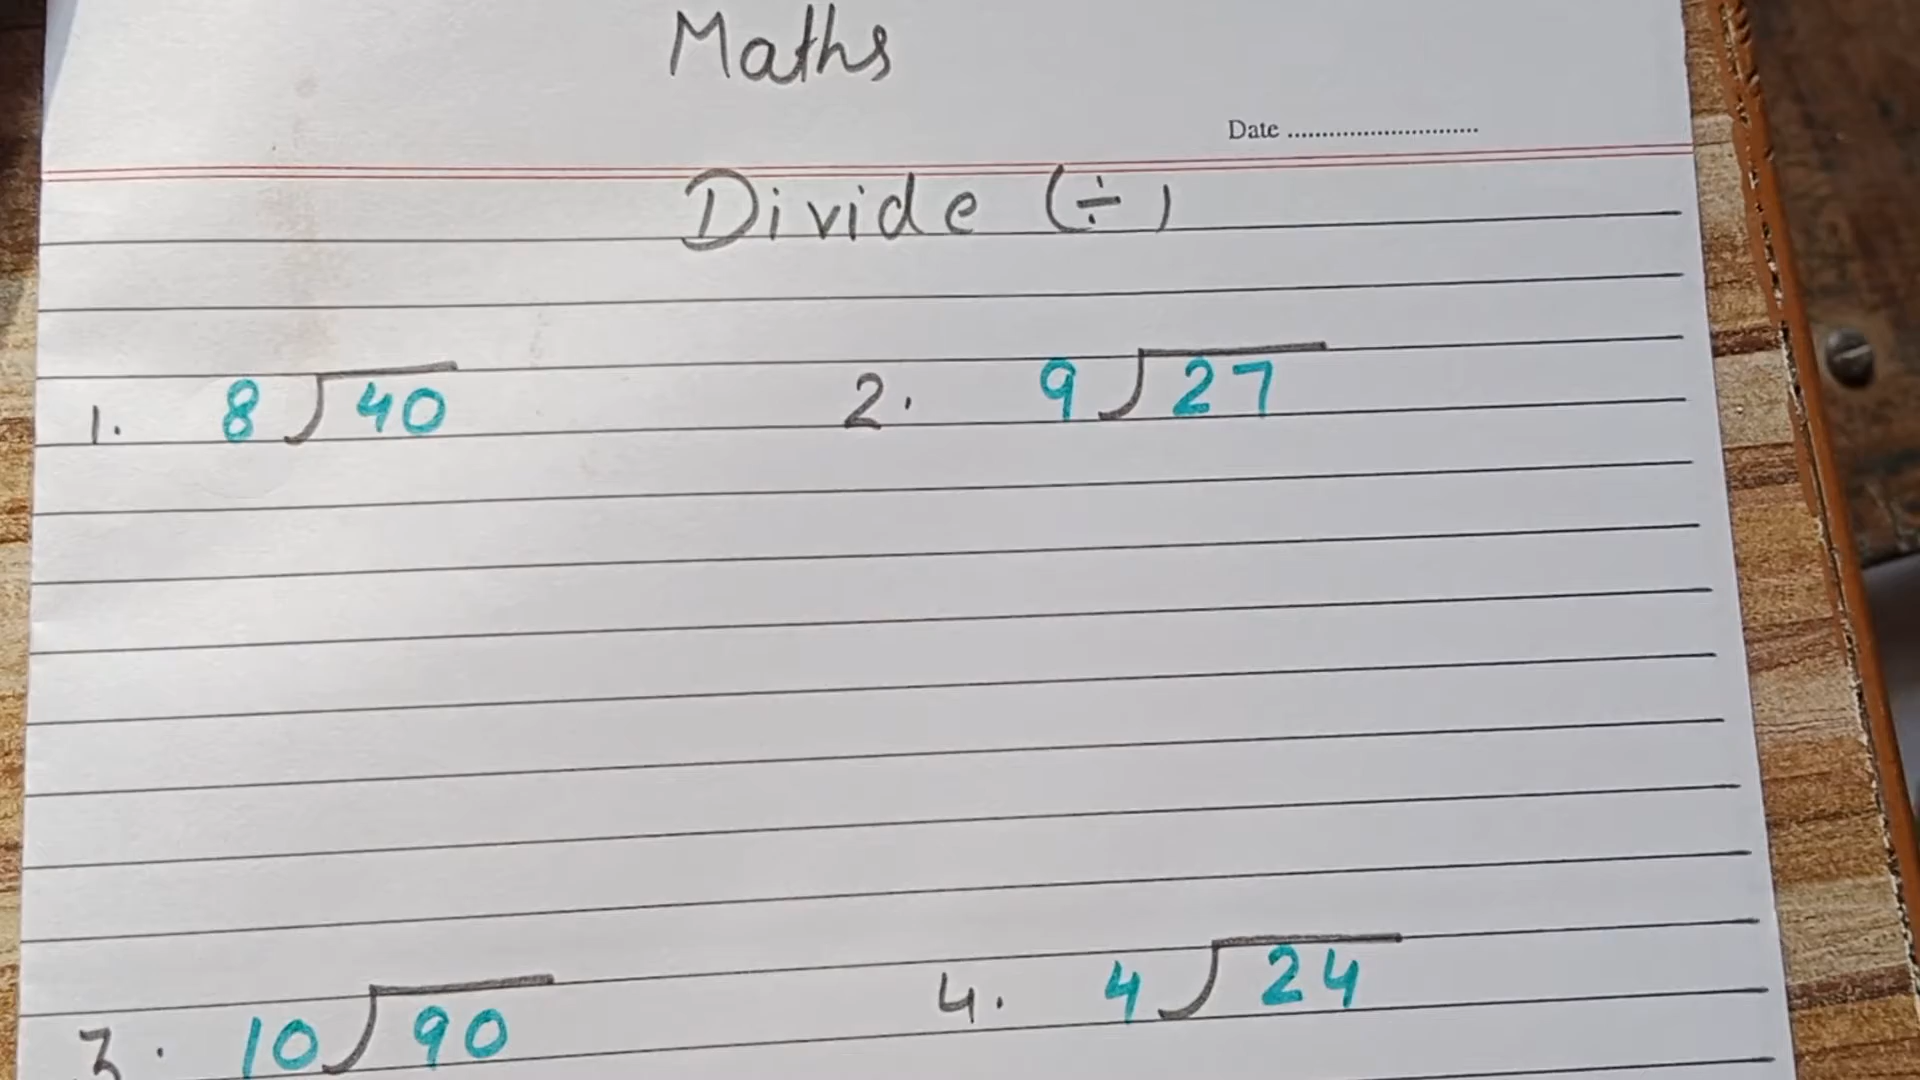 Maths
Date ............................
Divide (÷)
1. 8 ⟌ 40 2. 9 ⟌ 27
3. 10 ⟌ 90 4. 4 ⟌ 24